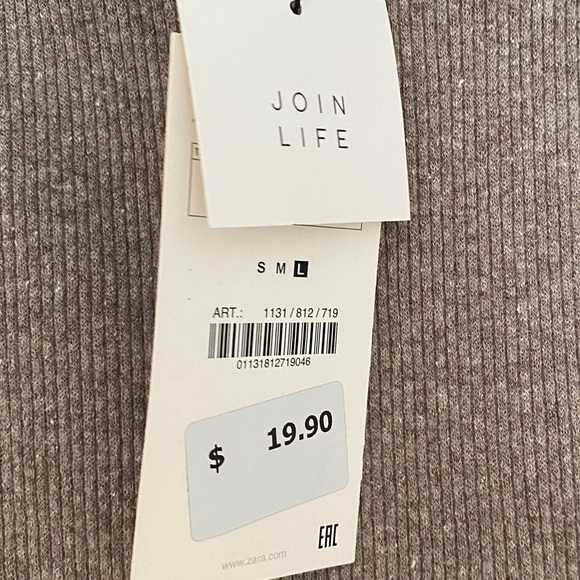 JOIN
LIFE
S M L
ART.: 1131 / 812 / 719
01131812719046
$ 19.90
EAC
www.zara.com